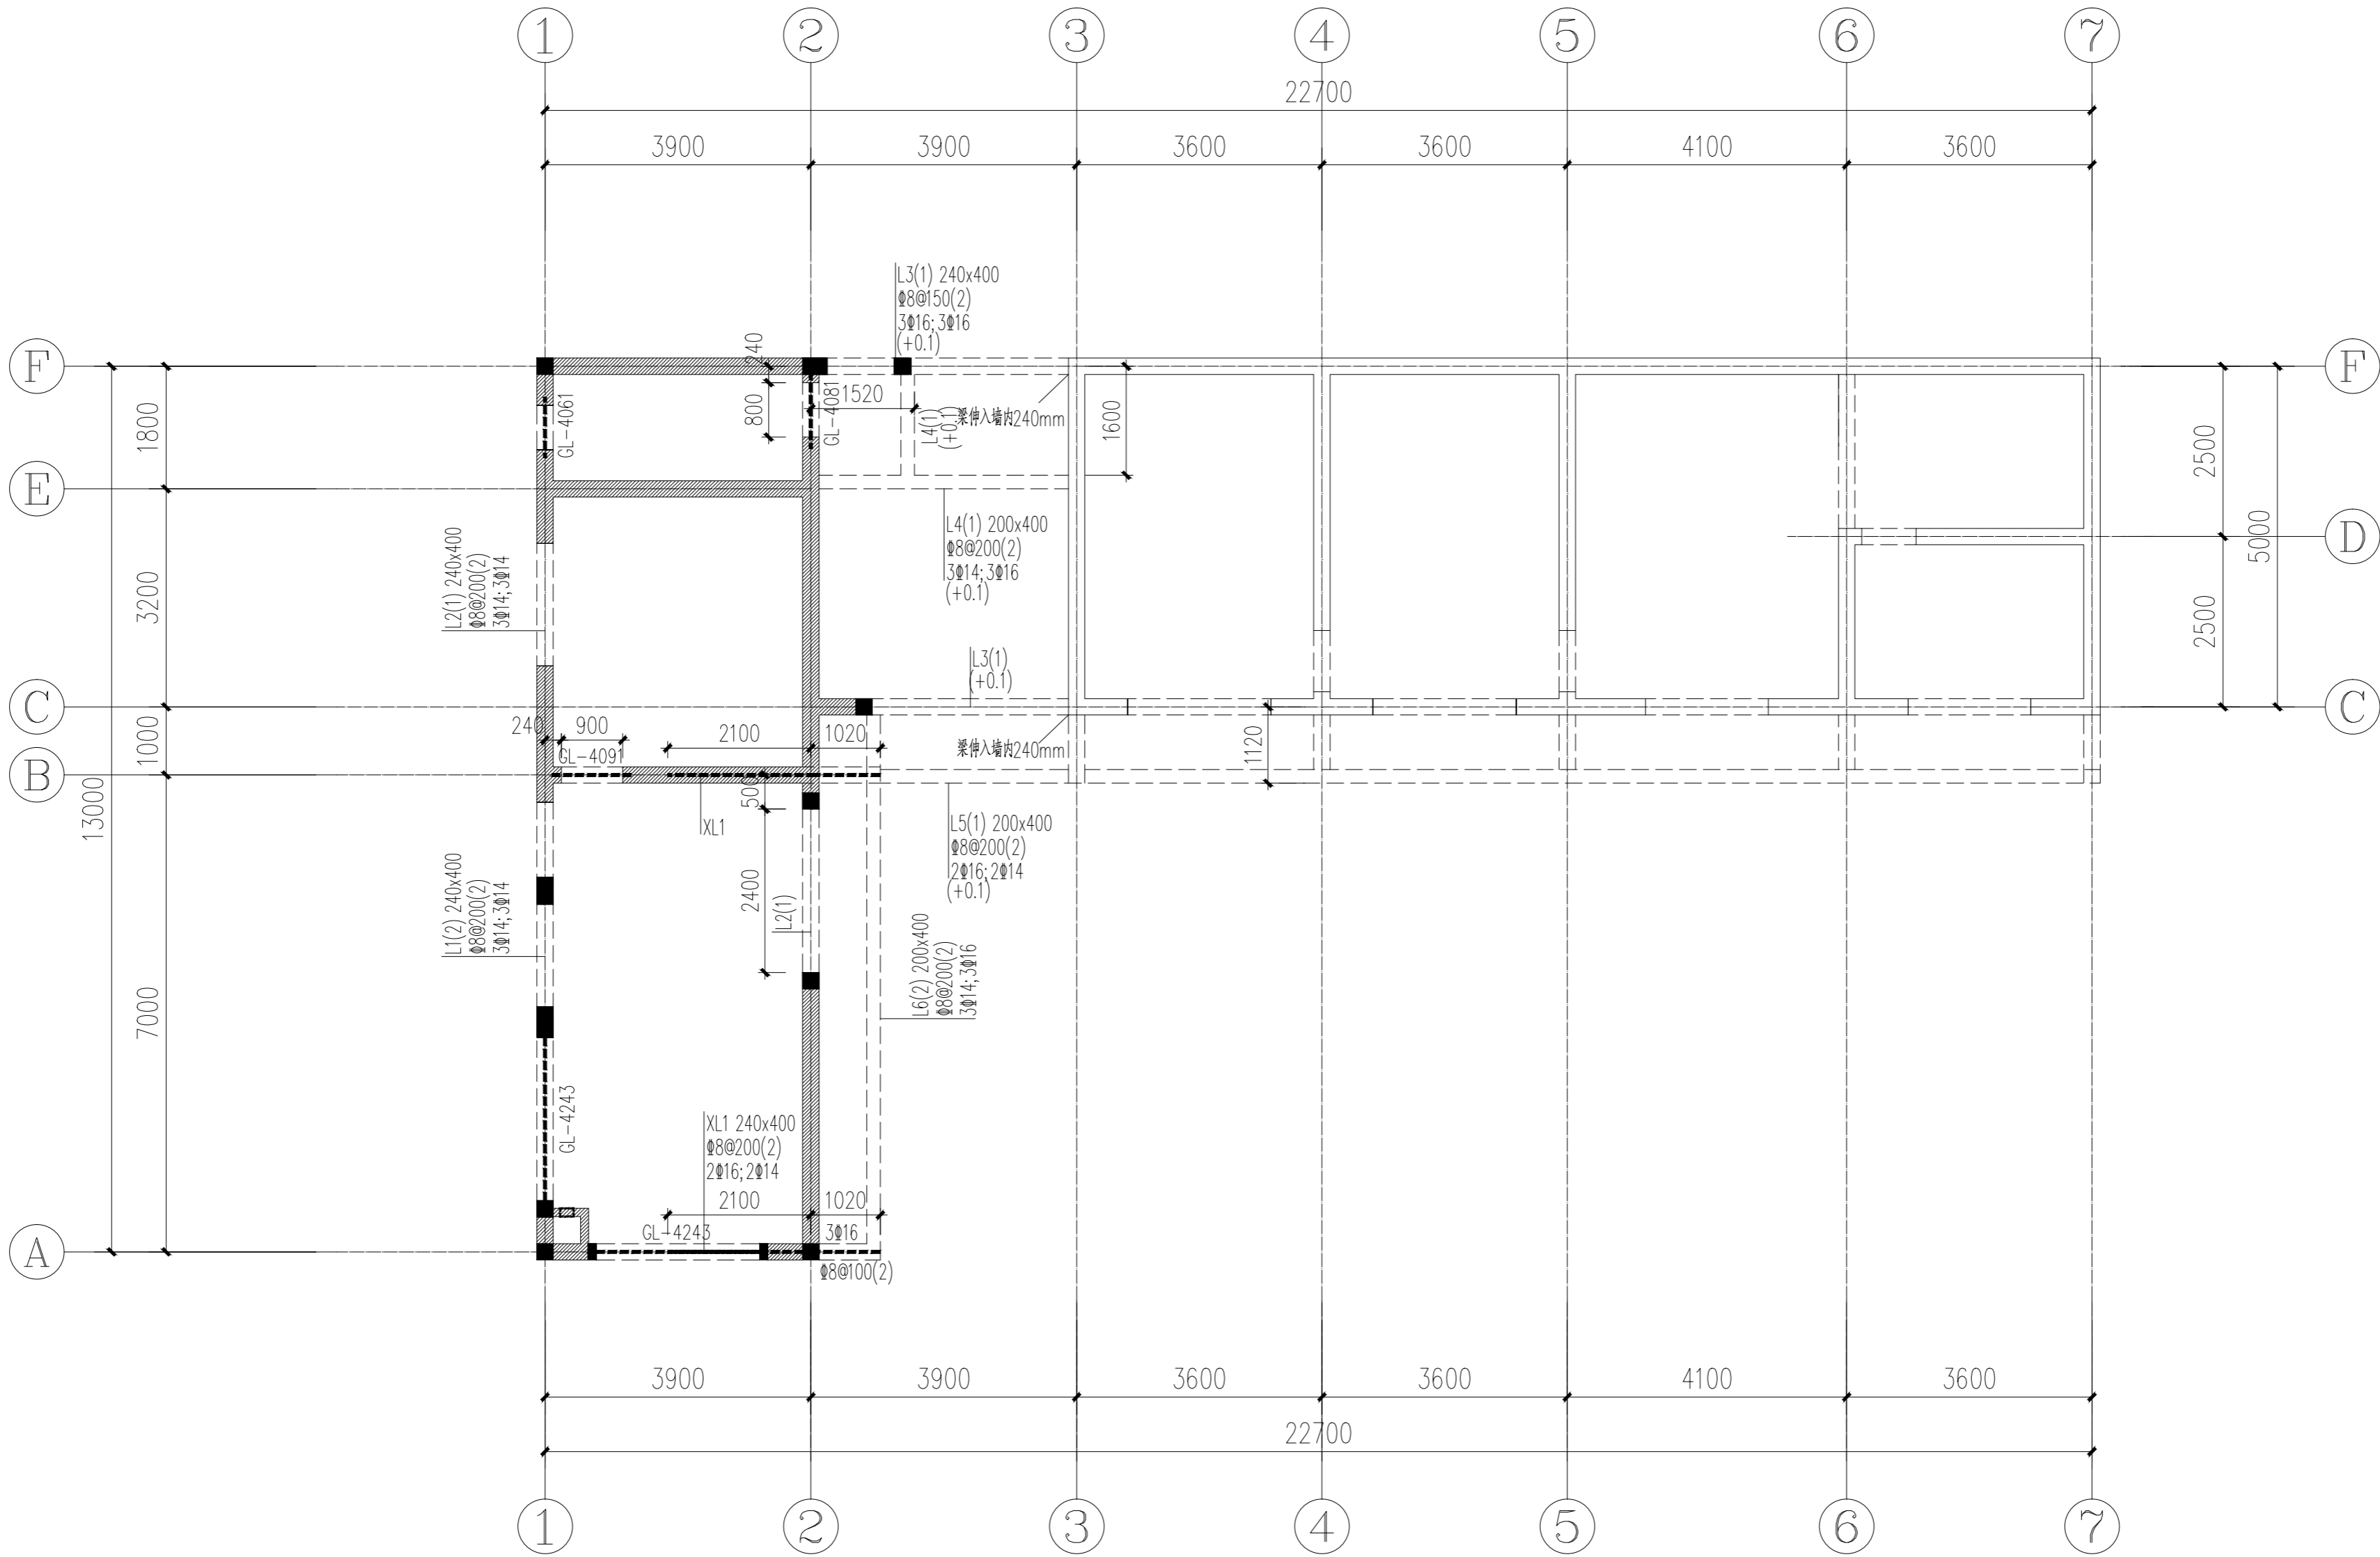 1 2 3 4 5 6 7
22700
3900 3900 3600 3600 4100 3600
L3(1) 240x400
Φ8@150(2)
3Φ16;3Φ16
(+0.1)
F F
240
800
GL-4061
GL-4081
1520
L4(1)
(+0.1)
梁伸入墙内240mm
1600
1800
2500
E
L4(1) 200x400
Φ8@200(2)
3Φ14;3Φ16
(+0.1)
D
5000
L2(1) 240x400
Φ8@200(2)
3Φ14;3Φ14
3200
2500
L3(1)
(+0.1)
C C
240 900 2100 1020
GL-4091
梁伸入墙内240mm
1120
1000
B
13000
500
XL1
L5(1) 200x400
Φ8@200(2)
2Φ16;2Φ14
(+0.1)
L1(2) 240x400
Φ8@200(2)
3Φ14;3Φ14
2400
L2(1)
L6(2) 200x400
Φ8@200(2)
3Φ14;3Φ16
7000
GL-4243
XL1 240x400
Φ8@200(2)
2Φ16;2Φ14
2100 1020
GL-4243
3Φ16
A
Φ8@100(2)
3900 3900 3600 3600 4100 3600
22700
1 2 3 4 5 6 7